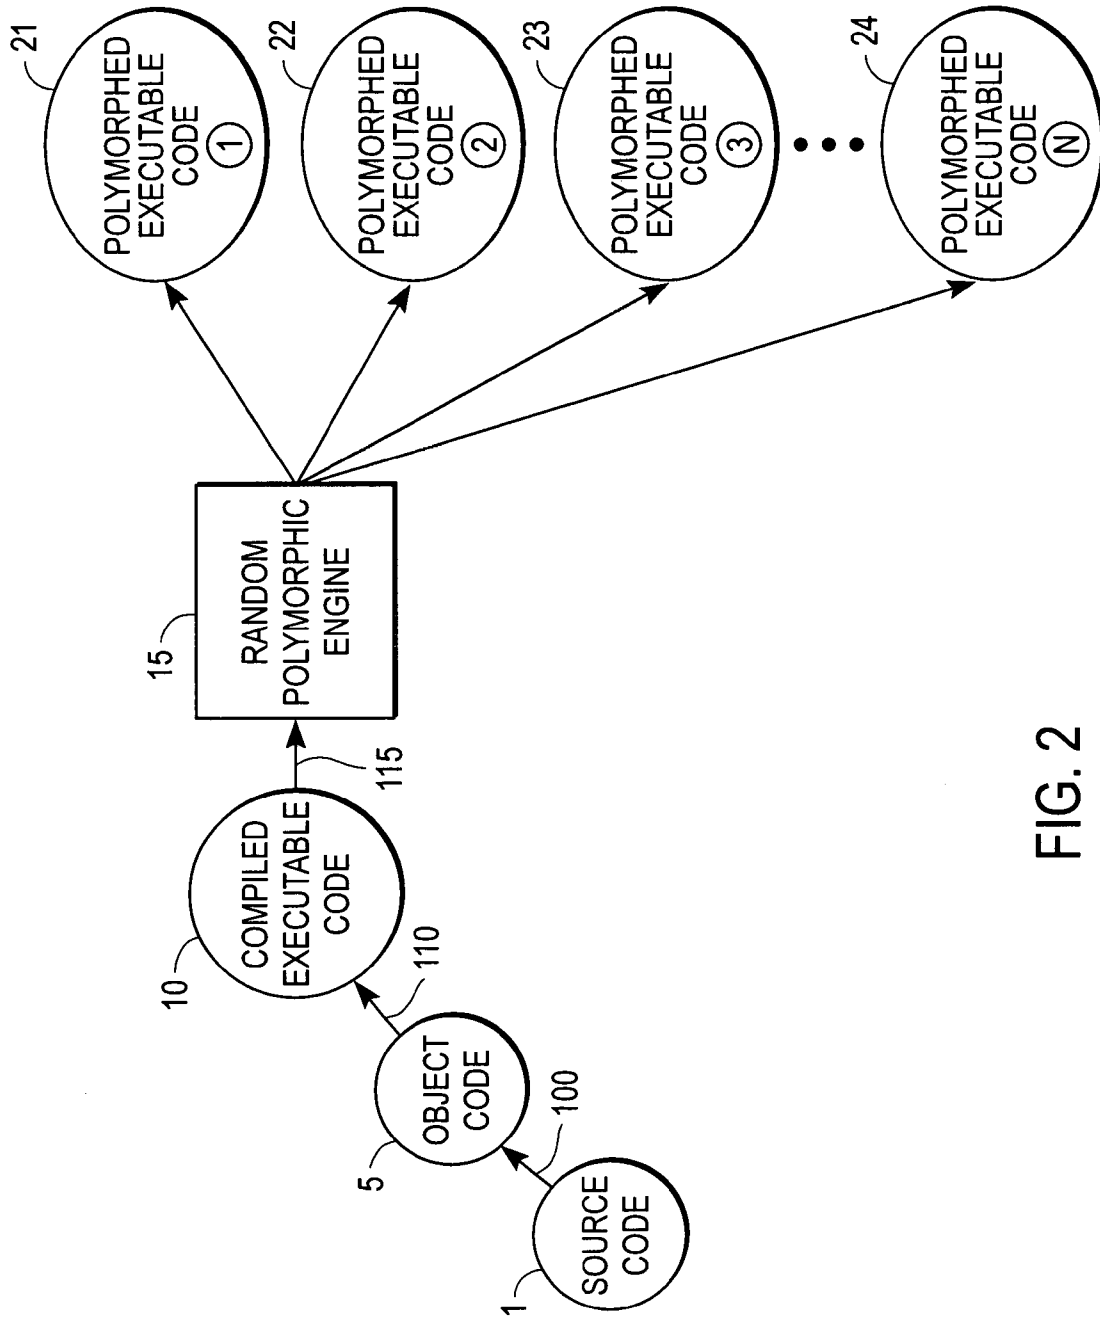 1
SOURCE
CODE
100
5
OBJECT
CODE
110
10
COMPILED
EXECUTABLE
CODE
115
15
RANDOM
POLYMORPHIC
ENGINE
21
POLYMORPHED
EXECUTABLE
CODE
1
22
POLYMORPHED
EXECUTABLE
CODE
2
23
POLYMORPHED
EXECUTABLE
CODE
3
24
POLYMORPHED
EXECUTABLE
CODE
N
FIG. 2